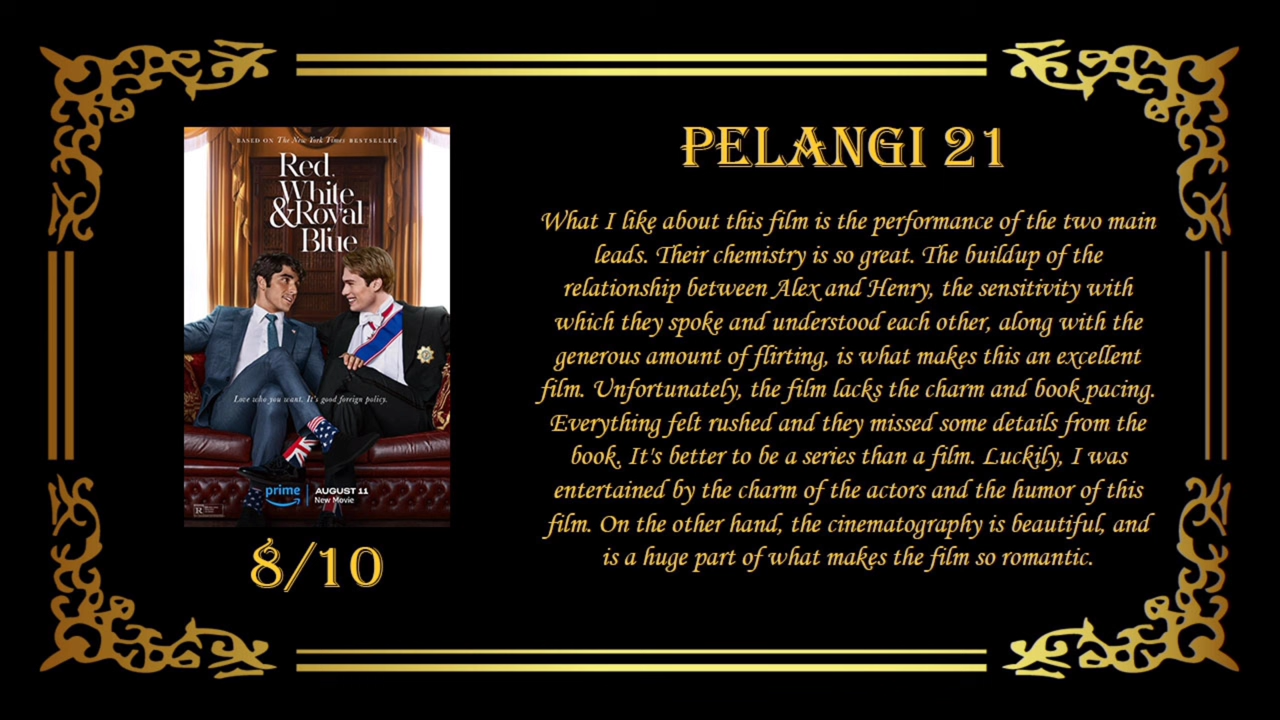 BASED ON The New York Times BESTSELLER
Red,
White
&Royal
Blue
Love who you want. It's good foreign policy.
prime
AUGUST 11
New Movie
R
8/10
PELANGI 21
What I like about this film is the performance of the two main
leads. Their chemistry is so great. The buildup of the
relationship between Alex and Henry, the sensitivity with
which they spoke and understood each other, along with the
generous amount of flirting, is what makes this an excellent
film. Unfortunately, the film lacks the charm and book pacing.
Everything felt rushed and they missed some details from the
book. It's better to be a series than a film. Luckily, I was
entertained by the charm of the actors and the humor of this
film. On the other hand, the cinematography is beautiful, and
is a huge part of what makes the film so romantic.